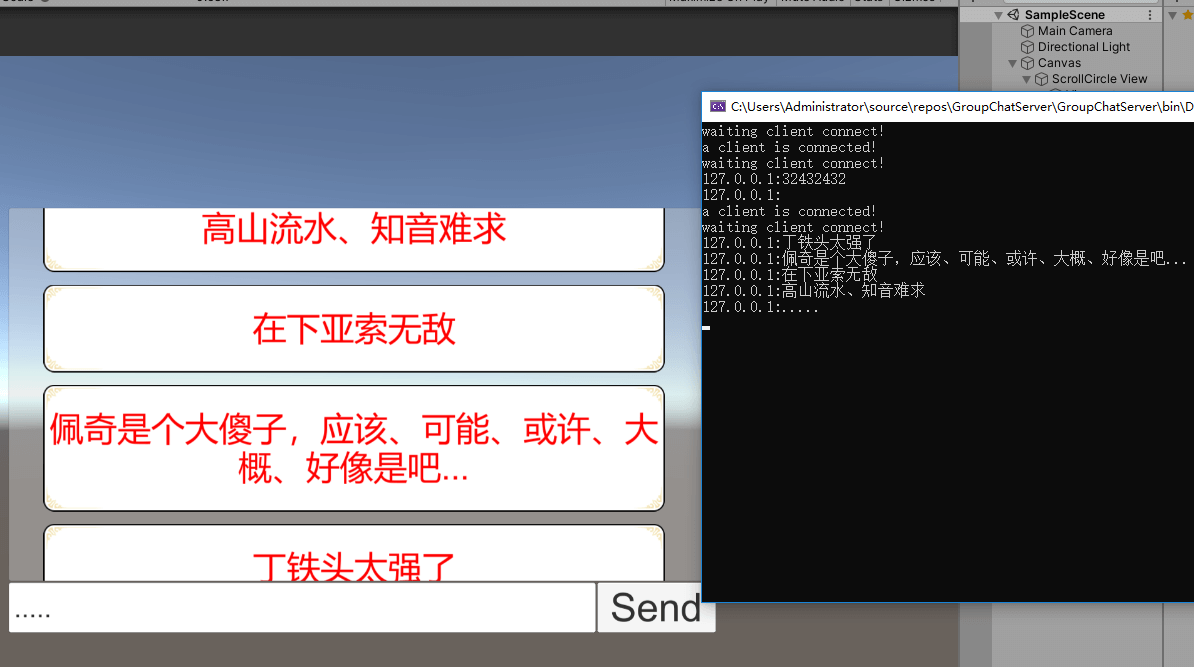 SampleScene
Main Camera
Directional Light
Canvas
ScrollCircle View
C:\Users\Administrator\source\repos\GroupChatServer\GroupChatServer\bin\D
waiting client connect!
a client is connected!
waiting client connect!
127.0.0.1:32432432
127.0.0.1:
a client is connected!
waiting client connect!
127.0.0.1:丁铁头太强了
127.0.0.1:佩奇是个大傻子，应该、可能、或许、大概、好像是吧...
127.0.0.1:在下亚索无敌
127.0.0.1:高山流水、知音难求
127.0.0.1:.....
高山流水、知音难求
在下亚索无敌
佩奇是个大傻子，应该、可能、或许、大
概、好像是吧...
丁铁头太强了
.....
Send